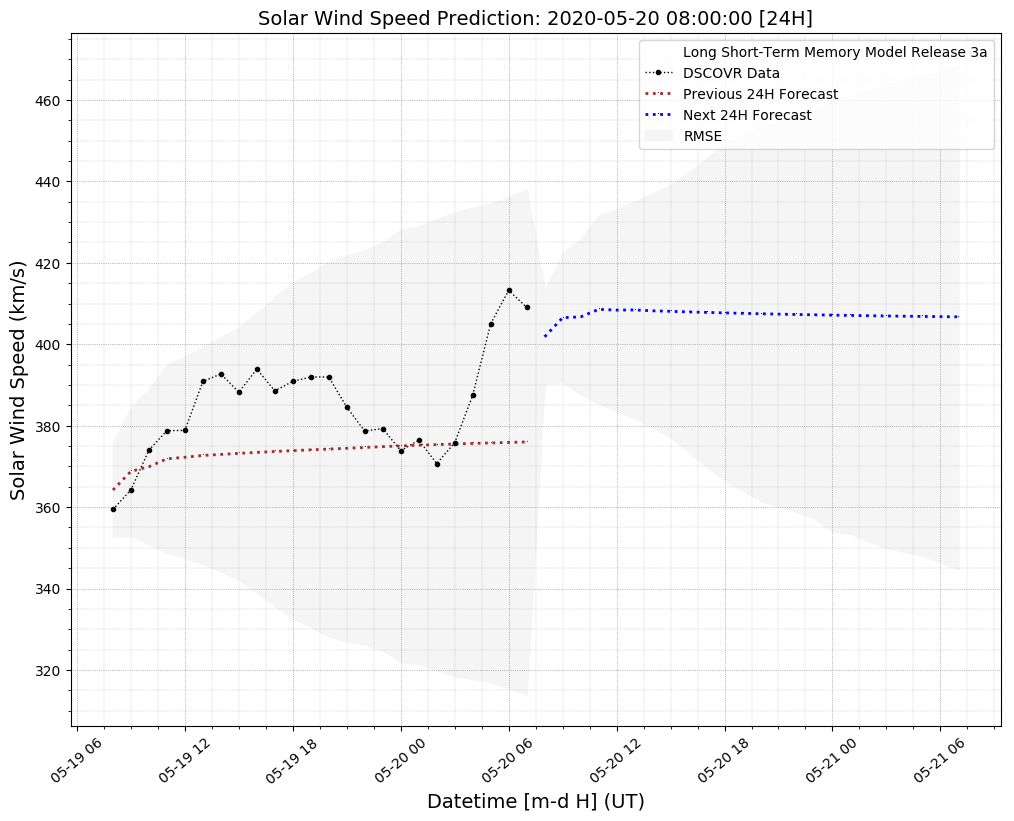 Solar Wind Speed Prediction: 2020-05-20 08:00:00 [24H]
Long Short-Term Memory Model Release 3a
DSCOVR Data
Previous 24H Forecast
Next 24H Forecast
RMSE
Solar Wind Speed (km/s)
460
440
420
400
380
360
340
320
05-19 06
05-19 12
05-19 18
05-20 00
05-20 06
05-20 12
05-20 18
05-21 00
05-21 06
Datetime [m-d H] (UT)